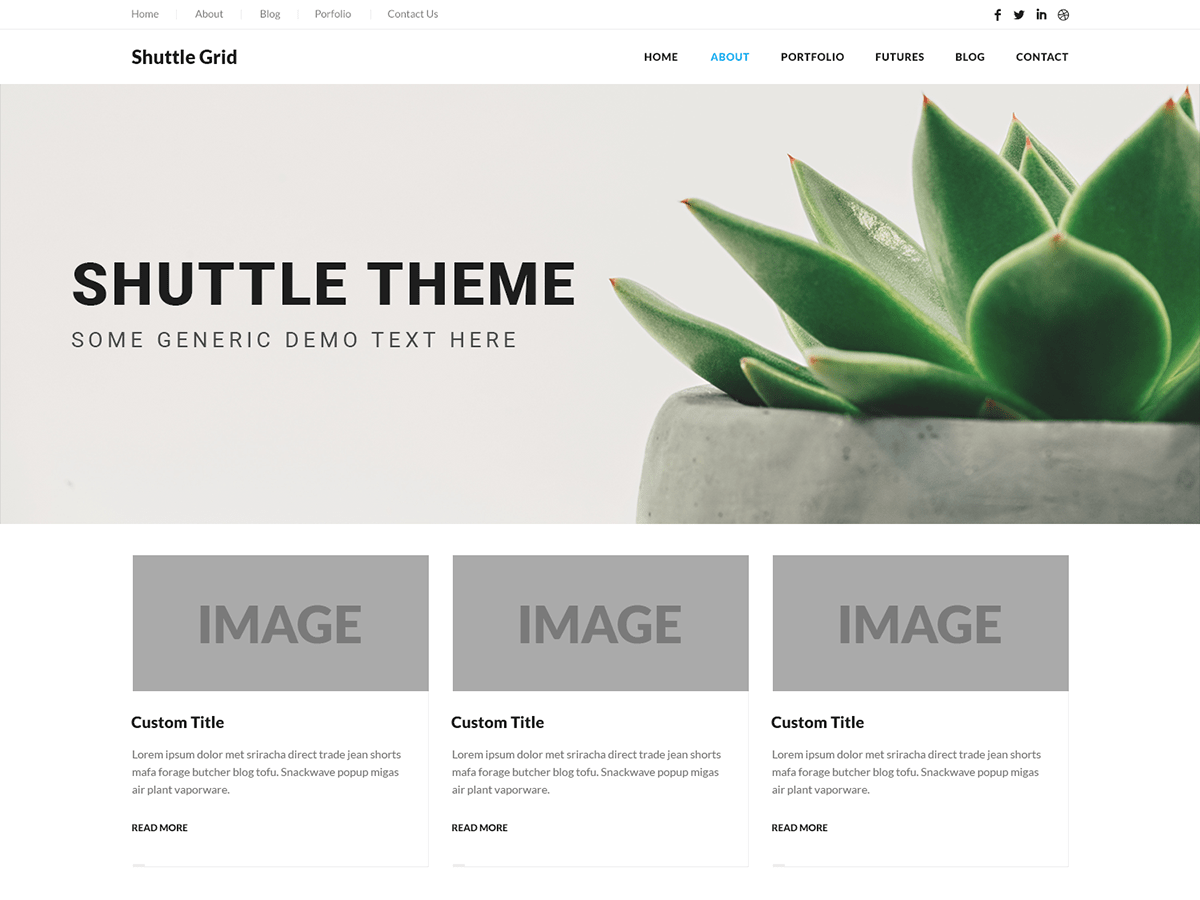 Home About Blog Porfolio Contact Us
Shuttle Grid
HOME ABOUT PORTFOLIO FUTURES BLOG CONTACT
SHUTTLE THEME
SOME GENERIC DEMO TEXT HERE
IMAGE
Custom Title
Lorem ipsum dolor met sriracha direct trade jean shorts
mafa forage butcher blog tofu. Snackwave popup migas
air plant vaporware.
READ MORE
IMAGE
Custom Title
Lorem ipsum dolor met sriracha direct trade jean shorts
mafa forage butcher blog tofu. Snackwave popup migas
air plant vaporware.
READ MORE
IMAGE
Custom Title
Lorem ipsum dolor met sriracha direct trade jean shorts
mafa forage butcher blog tofu. Snackwave popup migas
air plant vaporware.
READ MORE